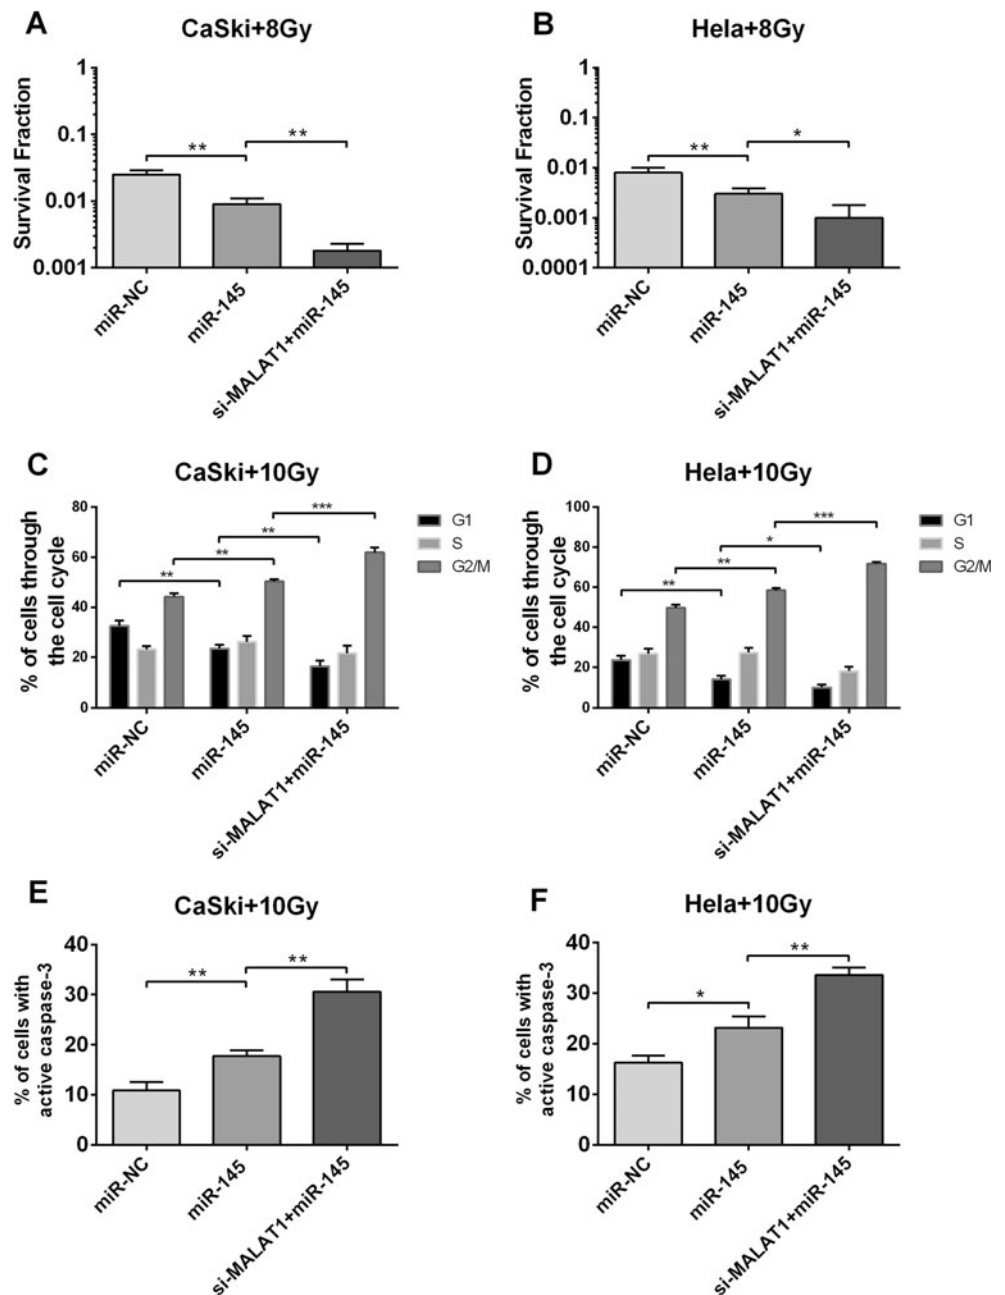 A
CaSki+8Gy
Survival Fraction
1
0.1
0.01
0.001
**
**
miR-NC
miR-145
si-MALAT1+miR-145
B
Hela+8Gy
Survival Fraction
1
0.1
0.01
0.001
0.0001
**
*
miR-NC
miR-145
si-MALAT1+miR-145
C
CaSki+10Gy
% of cells through
the cell cycle
80
60
40
20
0
***
**
**
**
G1
S
G2/M
miR-NC
miR-145
si-MALAT1+miR-145
D
Hela+10Gy
% of cells through
the cell cycle
100
80
60
40
20
0
***
*
**
**
G1
S
G2/M
miR-NC
miR-145
si-MALAT1+miR-145
E
CaSki+10Gy
% of cells with
active caspase-3
40
30
20
10
0
**
**
miR-NC
miR-145
si-MALAT1+miR-145
F
Hela+10Gy
% of cells with
active caspase-3
40
30
20
10
0
*
**
miR-NC
miR-145
si-MALAT1+miR-145